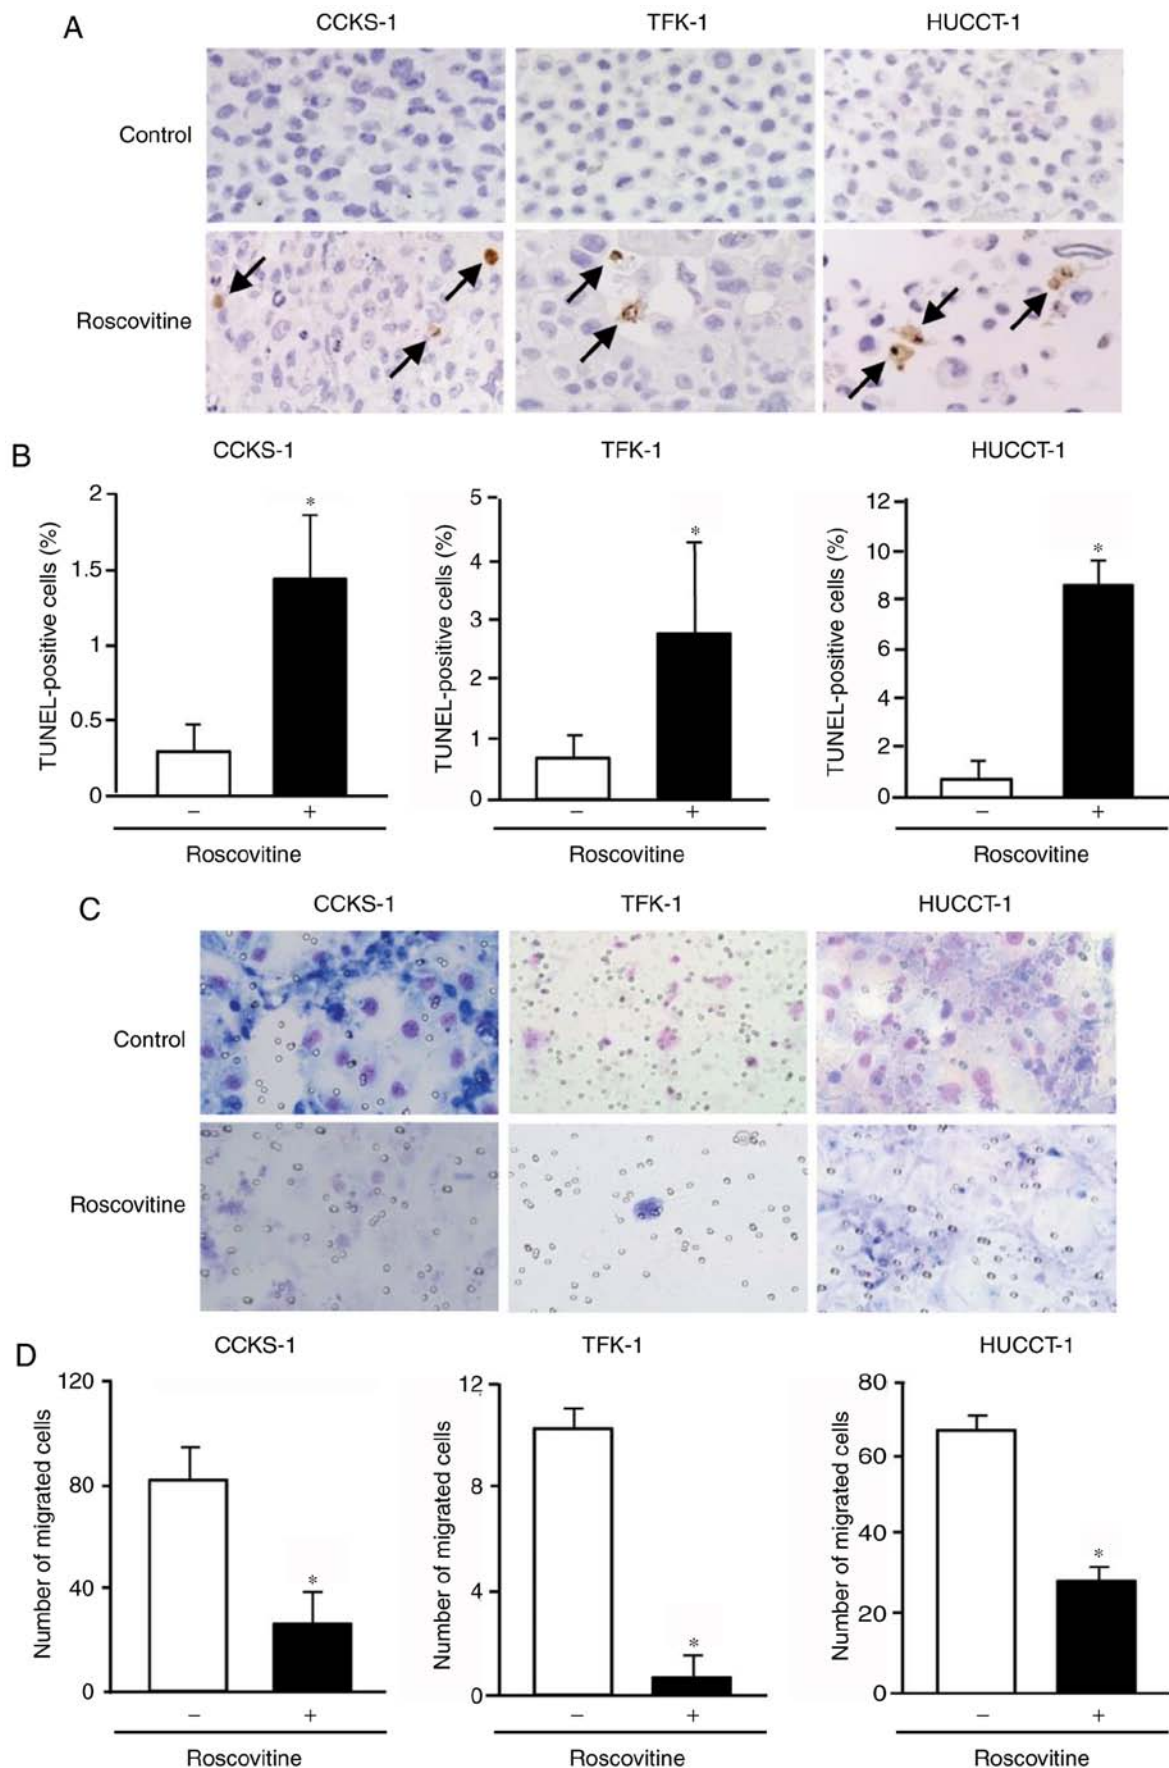 A
CCKS-1 TFK-1 HUCCT-1
Control
Roscovitine
B
CCKS-1 TFK-1 HUCCT-1
TUNEL-positive cells (%)
2
1.5
1
0.5
0
*
− +
Roscovitine
TUNEL-positive cells (%)
5
4
3
2
1
0
*
− +
Roscovitine
TUNEL-positive cells (%)
12
10
8
6
4
2
0
*
− +
Roscovitine
C
CCKS-1 TFK-1 HUCCT-1
Control
Roscovitine
D
CCKS-1 TFK-1 HUCCT-1
Number of migrated cells
120
80
40
0
*
− +
Roscovitine
Number of migrated cells
12
8
4
0
*
− +
Roscovitine
Number of migrated cells
80
60
40
20
0
*
− +
Roscovitine